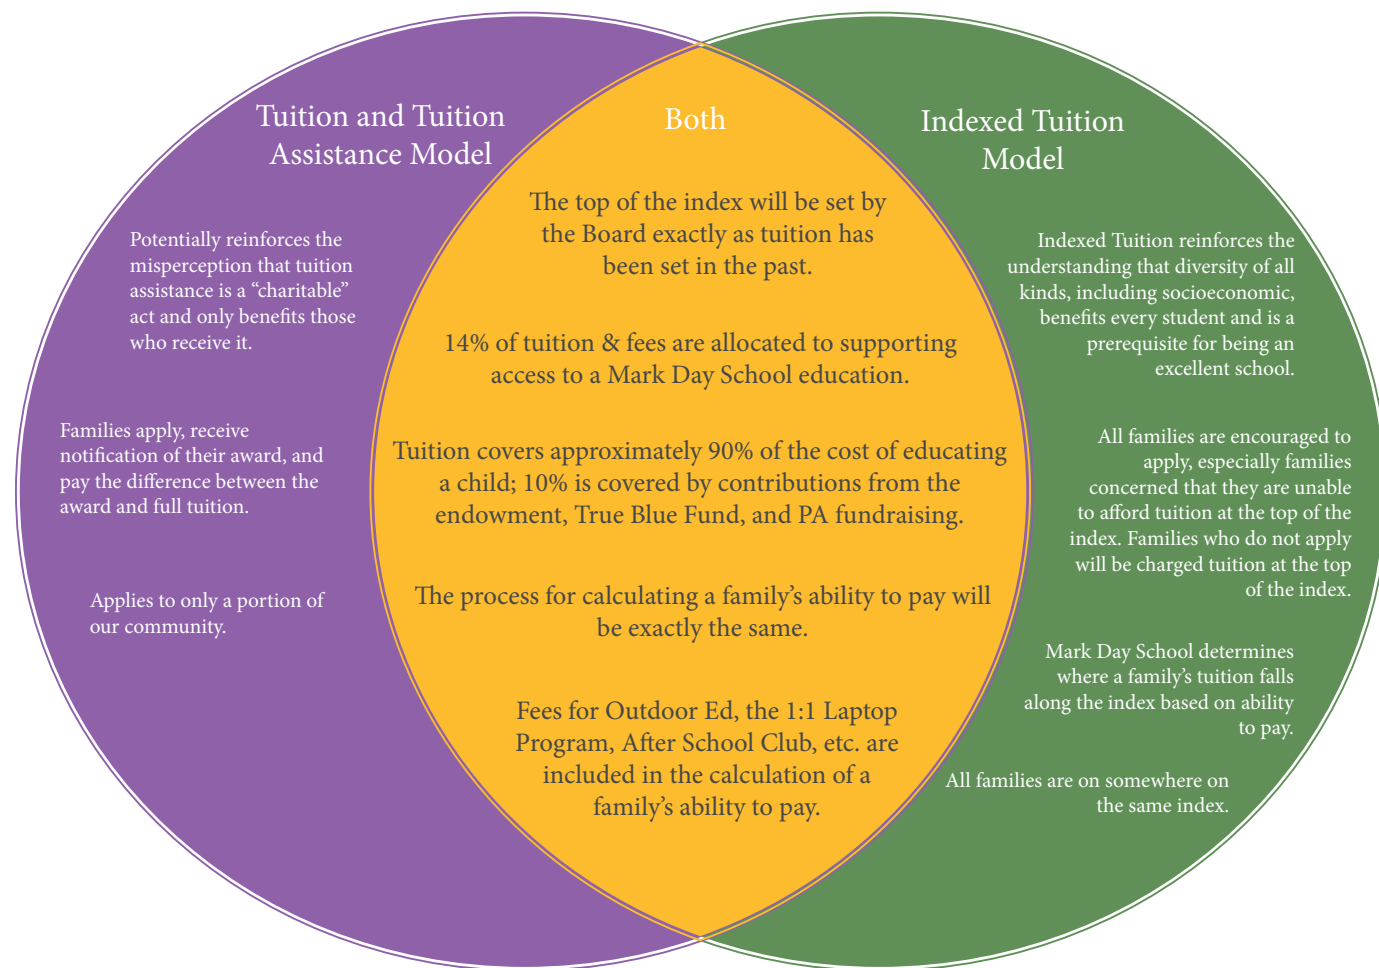 Tuition and Tuition
Assistance Model
Potentially reinforces the
misperception that tuition
assistance is a “charitable”
act and only benefits those
who receive it.
Families apply, receive
notification of their award, and
pay the difference between the
award and full tuition.
Applies to only a portion of
our community.
Both
The top of the index will be set by
the Board exactly as tuition has
been set in the past.
14% of tuition & fees are allocated to supporting
access to a Mark Day School education.
Tuition covers approximately 90% of the cost of educating
a child; 10% is covered by contributions from the
endowment, True Blue Fund, and PA fundraising.
The process for calculating a family’s ability to pay will
be exactly the same.
Fees for Outdoor Ed, the 1:1 Laptop
Program, After School Club, etc. are
included in the calculation of a
family’s ability to pay.
Indexed Tuition
Model
Indexed Tuition reinforces the
understanding that diversity of all
kinds, including socioeconomic,
benefits every student and is a
prerequisite for being an
excellent school.
All families are encouraged to
apply, especially families
concerned that they are unable
to afford tuition at the top of the
index. Families who do not apply
will be charged tuition at the top
of the index.
Mark Day School determines
where a family’s tuition falls
along the index based on ability
to pay.
All families are on somewhere on
the same index.